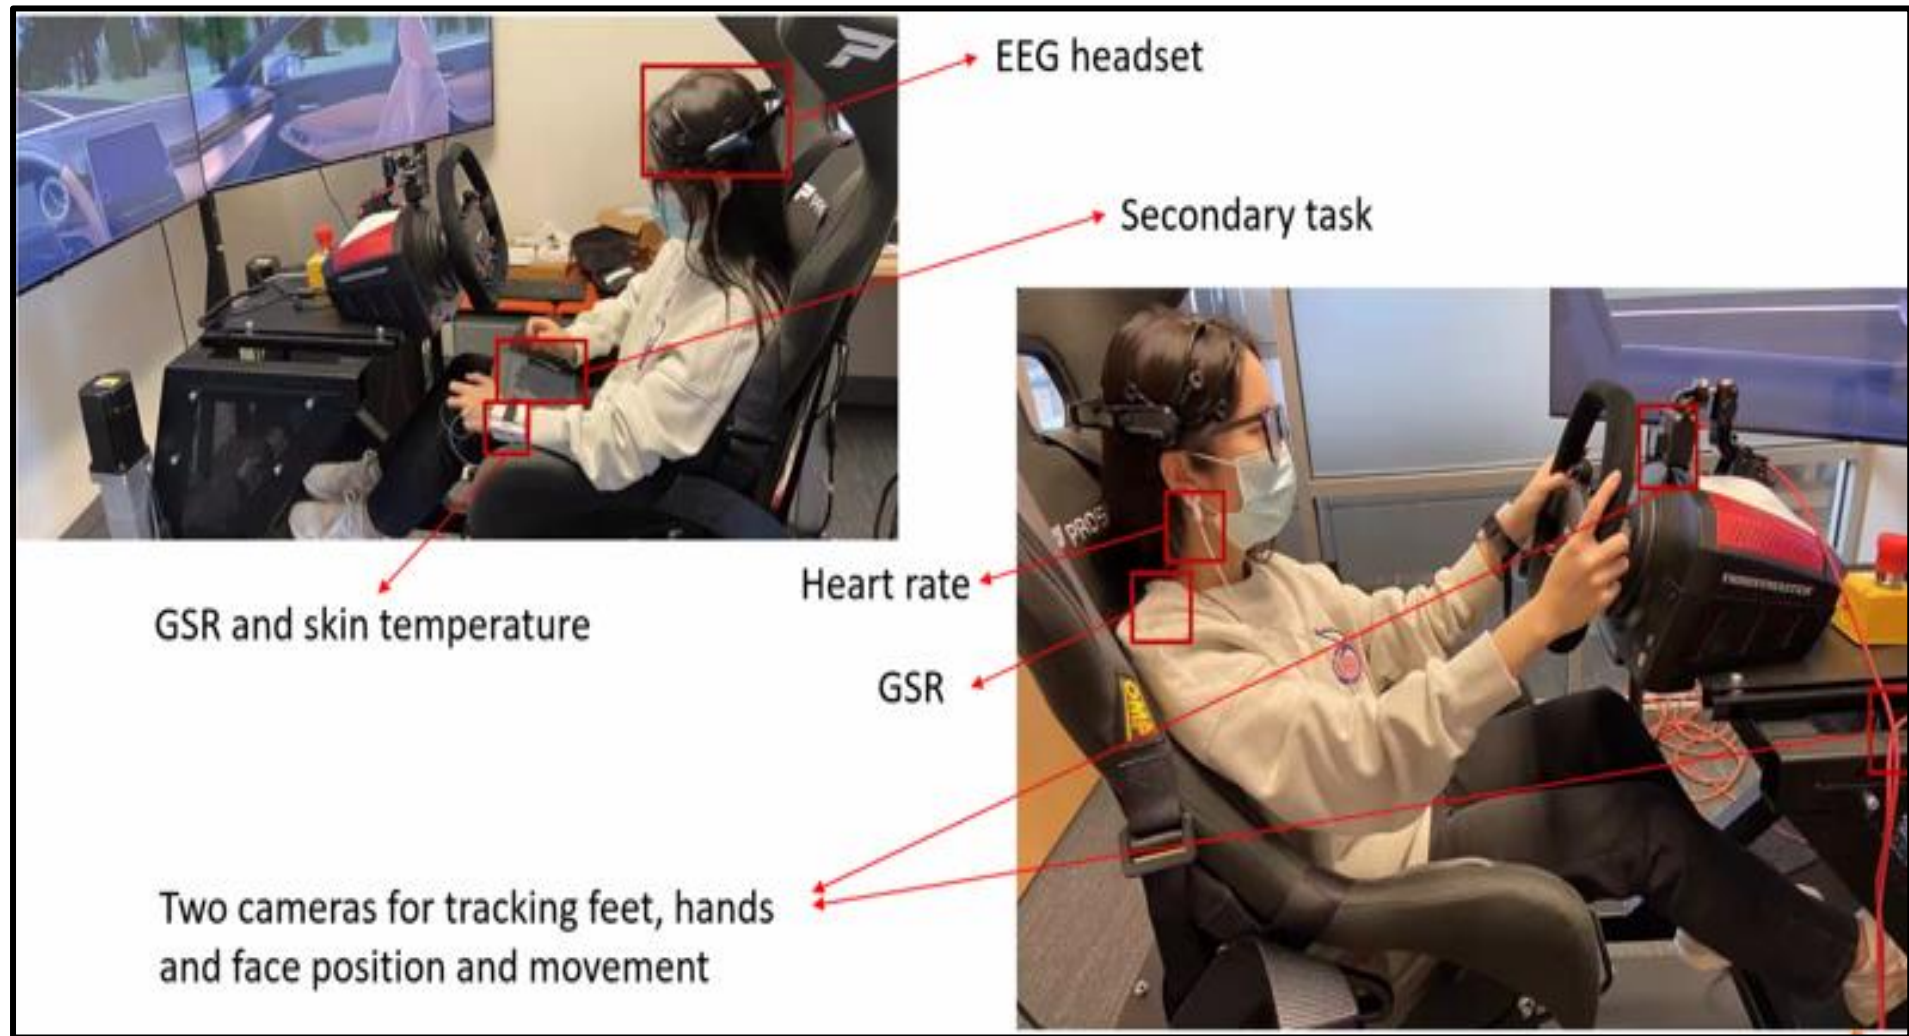 EEG headset
Secondary task
GSR and skin temperature
Heart rate
GSR
Two cameras for tracking feet, hands
and face position and movement
THRUSTMASTER